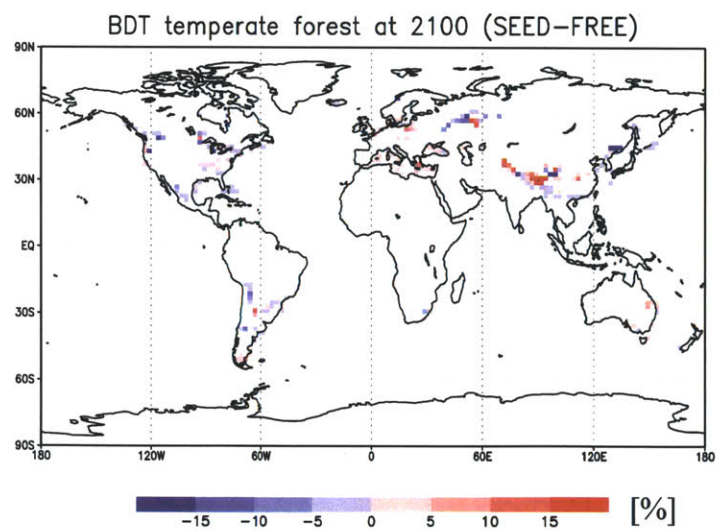 BDT temperate forest at 2100 (SEED-FREE)
90N
60N
30N
EQ
30S
60S
90S
180 120W 60W 0 60E 120E 180
-15 -10 -5 0 5 10 15 [%]